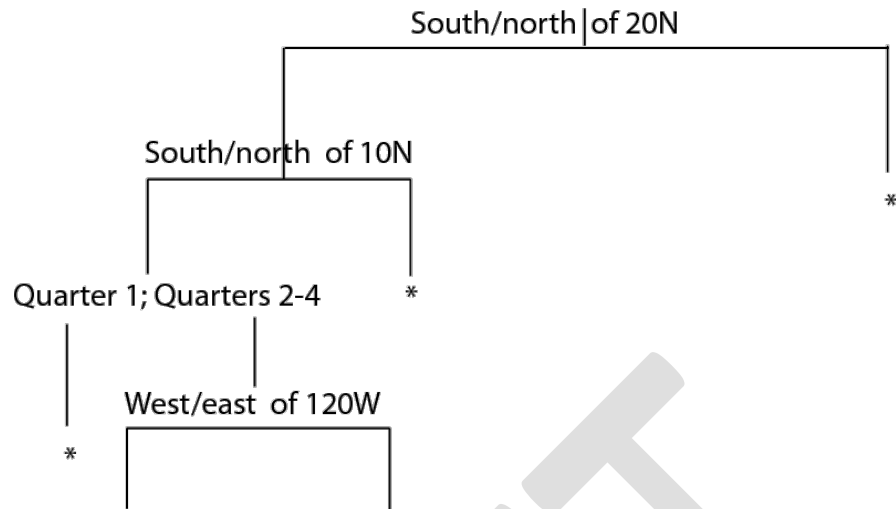 South/north of 20N
South/north of 10N
*
Quarter 1; Quarters 2-4
*
West/east of 120W
*